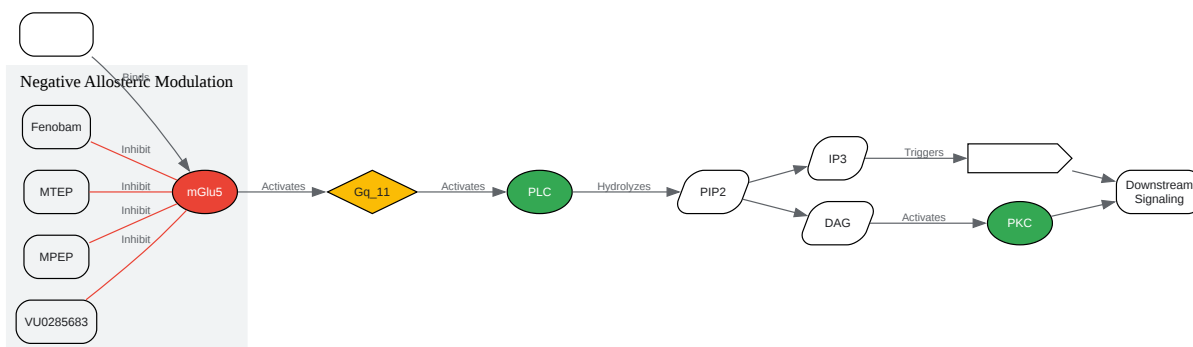 Binds
Negative Allosteric Modulation
Fenobam
Inhibit
MTEP
Inhibit
Inhibit
MPEP
Inhibit
VU0285683
mGlu5
Activates
Gq_11
Activates
PLC
Hydrolyzes
PIP2
IP3
Triggers
DAG
Activates
PKC
Downstream
Signaling